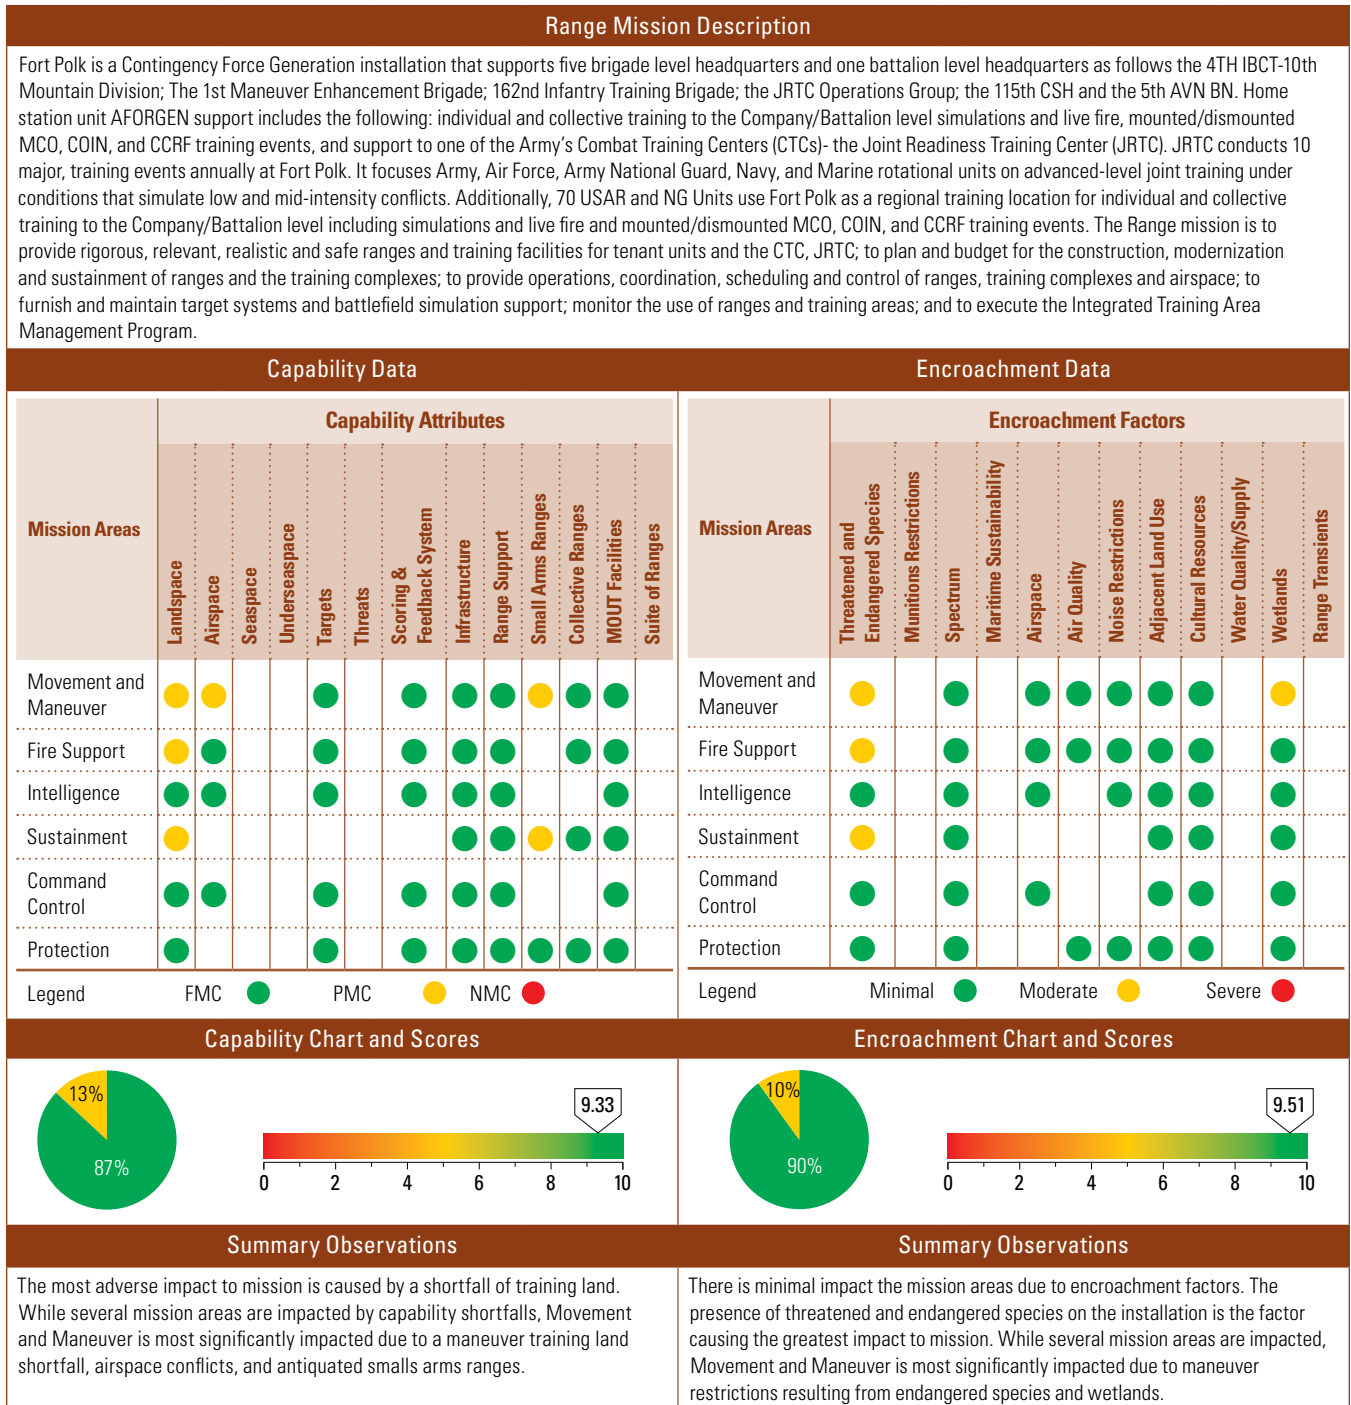 Range Mission Description
Fort Polk is a Contingency Force Generation installation that supports five brigade level headquarters and one battalion level headquarters as follows the 4TH IBCT-10th
Mountain Division; The 1st Maneuver Enhancement Brigade; 162nd Infantry Training Brigade; the JRTC Operations Group; the 115th CSH and the 5th AVN BN. Home
station unit AFORGEN support includes the following: individual and collective training to the Company/Battalion level simulations and live fire, mounted/dismounted
MCO, COIN, and CCRF training events, and support to one of the Army's Combat Training Centers (CTCs)- the Joint Readiness Training Center (JRTC). JRTC conducts 10
major, training events annually at Fort Polk. It focuses Army, Air Force, Army National Guard, Navy, and Marine rotational units on advanced-level joint training under
conditions that simulate low and mid-intensity conflicts. Additionally, 70 USAR and NG Units use Fort Polk as a regional training location for individual and collective
training to the Company/Battalion level including simulations and live fire and mounted/dismounted MCO, COIN, and CCRF training events. The Range mission is to
provide rigorous, relevant, realistic and safe ranges and training facilities for tenant units and the CTC, JRTC; to plan and budget for the construction, modernization
and sustainment of ranges and the training complexes; to provide operations, coordination, scheduling and control of ranges, training complexes and airspace; to
furnish and maintain target systems and battlefield simulation support; monitor the use of ranges and training areas; and to execute the Integrated Training Area
Management Program.
Capability Data
Mission Areas
Capability Attributes
Landspace
Airspace
Seaspace
Underseaspace
Targets
Threats
Scoring &
Feedback System
Infrastructure
Range Support
Small Arms Ranges
Collective Ranges
MOUT Facilities
Suite of Ranges
Movement and
Maneuver
Fire Support
Intelligence
Sustainment
Command
Control
Protection
Legend FMC PMC NMC
Encroachment Data
Mission Areas
Encroachment Factors
Threatened and
Endangered Species
Munitions Restrictions
Spectrum
Maritime Sustainability
Airspace
Air Quality
Noise Restrictions
Adjacent Land Use
Cultural Resources
Water Quality/Supply
Wetlands
Range Transients
Movement and
Maneuver
Fire Support
Intelligence
Sustainment
Command
Control
Protection
Legend Minimal Moderate Severe
Capability Chart and Scores
13%
87%
9.33
0 2 4 6 8 10
Encroachment Chart and Scores
10%
90%
9.51
0 2 4 6 8 10
Summary Observations
The most adverse impact to mission is caused by a shortfall of training land.
While several mission areas are impacted by capability shortfalls, Movement
and Maneuver is most significantly impacted due to a maneuver training land
shortfall, airspace conflicts, and antiquated smalls arms ranges.
Summary Observations
There is minimal impact the mission areas due to encroachment factors. The
presence of threatened and endangered species on the installation is the factor
causing the greatest impact to mission. While several mission areas are impacted,
Movement and Maneuver is most significantly impacted due to maneuver
restrictions resulting from endangered species and wetlands.